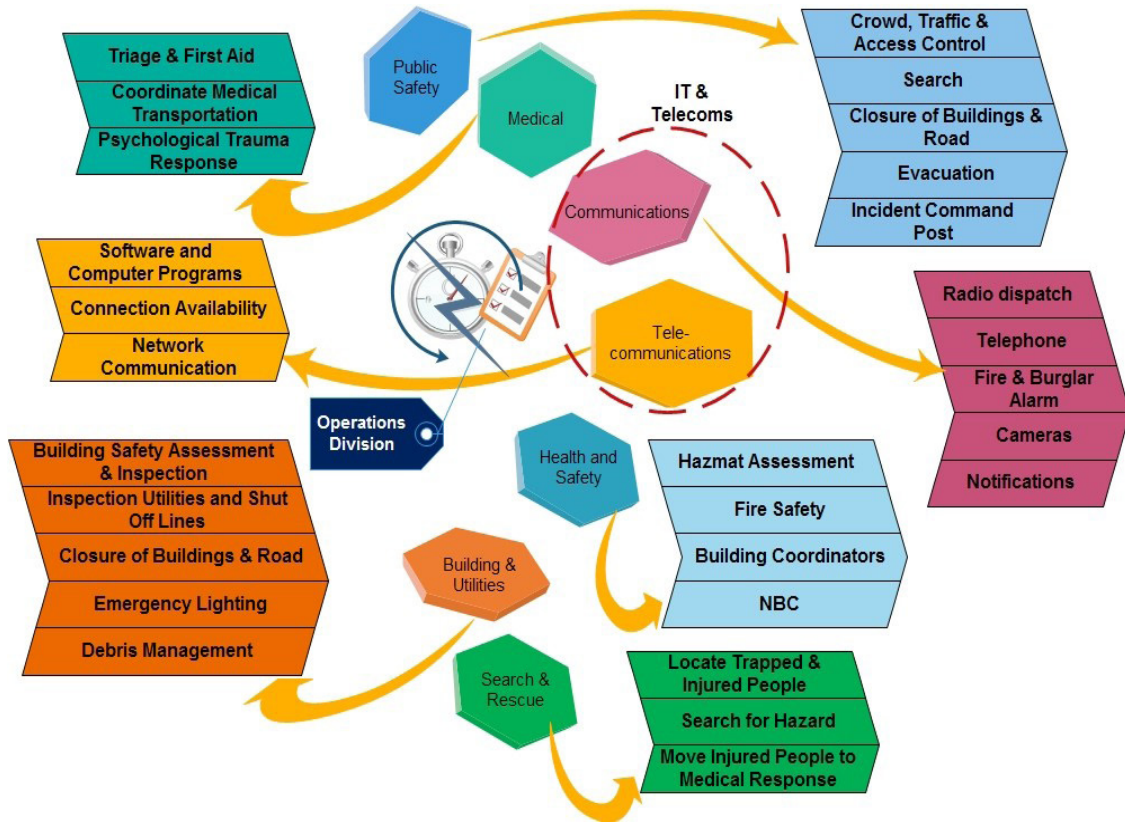 Public
Safety
Medical
IT &
Telecoms
Communications
Tele-
communications
Operations
Division
Health and
Safety
Building &
Utilities
Search &
Rescue
Triage & First Aid
Coordinate Medical
Transportation
Psychological Trauma
Response
Crowd, Traffic &
Access Control
Search
Closure of Buildings &
Road
Evacuation
Incident Command
Post
Software and
Computer Programs
Connection Availability
Network
Communication
Radio dispatch
Telephone
Fire & Burglar
Alarm
Cameras
Notifications
Building Safety Assessment
& Inspection
Inspection Utilities and Shut
Off Lines
Closure of Buildings & Road
Emergency Lighting
Debris Management
Hazmat Assessment
Fire Safety
Building Coordinators
NBC
Locate Trapped &
Injured People
Search for Hazard
Move Injured People to
Medical Response